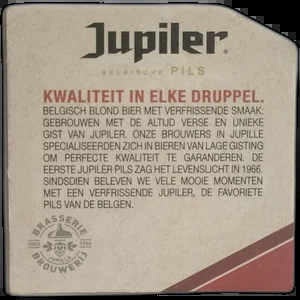 Jupiler.
BELGISCHE PILS
KWALITEIT IN ELKE DRUPPEL.
BELGISCH BLOND BIER MET VERFRISSENDE SMAAK:
GEBROUWEN MET DE ALTIJD VERSE EN UNIEKE
GIST VAN JUPILER. ONZE BROUWERS IN JUPILLE
SPECIALISEERDEN ZICH IN BIEREN VAN LAGE GISTING
OM PERFECTE KWALITEIT TE GARANDEREN. DE
EERSTE JUPILER PILS ZAG HET LEVENSLICHT IN 1966.
SINDSDIEN BELEVEN WE VELE MOOIE MOMENTEN
MET EEN VERFRISSENDE JUPILER, DE FAVORIETE
PILS VAN DE BELGEN.
BRASSERIE
JUPILLE
BROUWERIJ